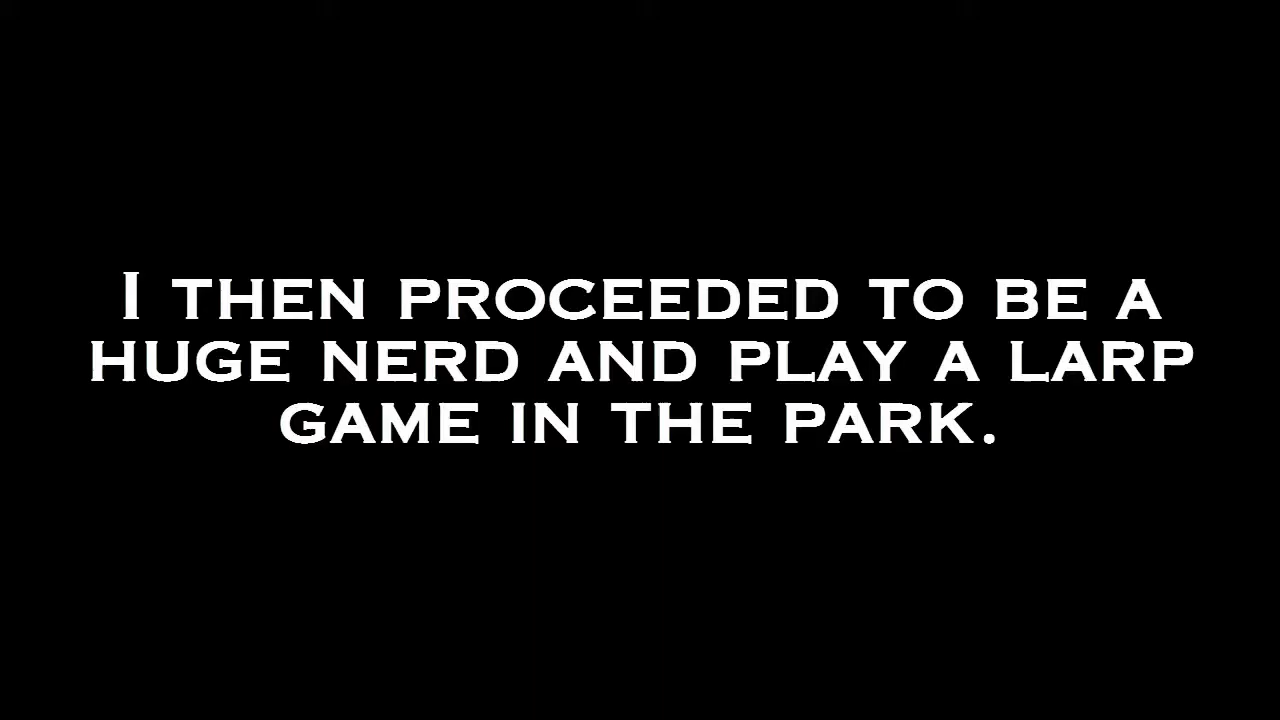 I THEN PROCEEDED TO BE A
HUGE NERD AND PLAY A LARP
GAME IN THE PARK.